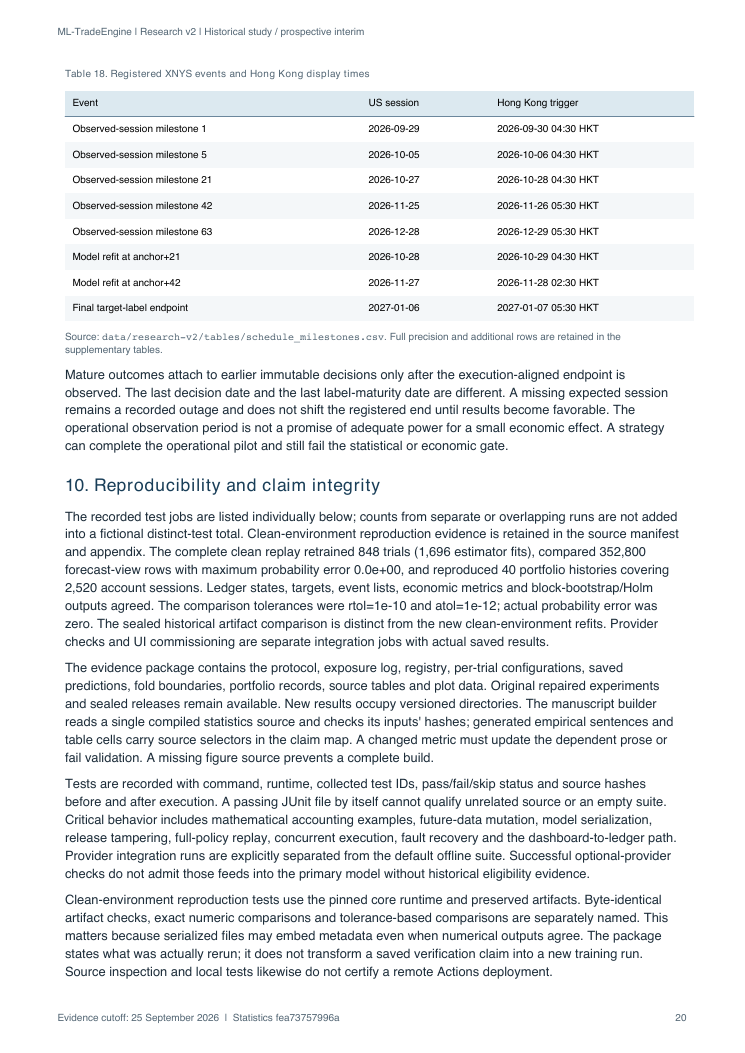 ML-TradeEngine | Research v2 | Historical study / prospective interim
Table 18. Registered XNYS events and Hong Kong display times
Event US session Hong Kong trigger
Observed-session milestone 1 2026-09-29 2026-09-30 04:30 HKT
Observed-session milestone 5 2026-10-05 2026-10-06 04:30 HKT
Observed-session milestone 21 2026-10-27 2026-10-28 04:30 HKT
Observed-session milestone 42 2026-11-25 2026-11-26 05:30 HKT
Observed-session milestone 63 2026-12-28 2026-12-29 05:30 HKT
Model refit at anchor+21 2026-10-28 2026-10-29 04:30 HKT
Model refit at anchor+42 2026-11-27 2026-11-28 02:30 HKT
Final target-label endpoint 2027-01-06 2027-01-07 05:30 HKT
Source: data/research-v2/tables/schedule_milestones.csv. Full precision and additional rows are retained in the
supplementary tables.
Mature outcomes attach to earlier immutable decisions only after the execution-aligned endpoint is
observed. The last decision date and the last label-maturity date are different. A missing expected session
remains a recorded outage and does not shift the registered end until results become favorable. The
operational observation period is not a promise of adequate power for a small economic effect. A strategy
can complete the operational pilot and still fail the statistical or economic gate.
10. Reproducibility and claim integrity
The recorded test jobs are listed individually below; counts from separate or overlapping runs are not added
into a fictional distinct-test total. Clean-environment reproduction evidence is retained in the source manifest
and appendix. The complete clean replay retrained 848 trials (1,696 estimator fits), compared 352,800
forecast-view rows with maximum probability error 0.0e+00, and reproduced 40 portfolio histories covering
2,520 account sessions. Ledger states, targets, event lists, economic metrics and block-bootstrap/Holm
outputs agreed. The comparison tolerances were rtol=1e-10 and atol=1e-12; actual probability error was
zero. The sealed historical artifact comparison is distinct from the new clean-environment refits. Provider
checks and UI commissioning are separate integration jobs with actual saved results.
The evidence package contains the protocol, exposure log, registry, per-trial configurations, saved
predictions, fold boundaries, portfolio records, source tables and plot data. Original repaired experiments
and sealed releases remain available. New results occupy versioned directories. The manuscript builder
reads a single compiled statistics source and checks its inputs' hashes; generated empirical sentences and
table cells carry source selectors in the claim map. A changed metric must update the dependent prose or
fail validation. A missing figure source prevents a complete build.
Tests are recorded with command, runtime, collected test IDs, pass/fail/skip status and source hashes
before and after execution. A passing JUnit file by itself cannot qualify unrelated source or an empty suite.
Critical behavior includes mathematical accounting examples, future-data mutation, model serialization,
release tampering, full-policy replay, concurrent execution, fault recovery and the dashboard-to-ledger path.
Provider integration runs are explicitly separated from the default offline suite. Successful optional-provider
checks do not admit those feeds into the primary model without historical eligibility evidence.
Clean-environment reproduction tests use the pinned core runtime and preserved artifacts. Byte-identical
artifact checks, exact numeric comparisons and tolerance-based comparisons are separately named. This
matters because serialized files may embed metadata even when numerical outputs agree. The package
states what was actually rerun; it does not transform a saved verification claim into a new training run.
Source inspection and local tests likewise do not certify a remote Actions deployment.
Evidence cutoff: 25 September 2026 | Statistics fea73757996a 20